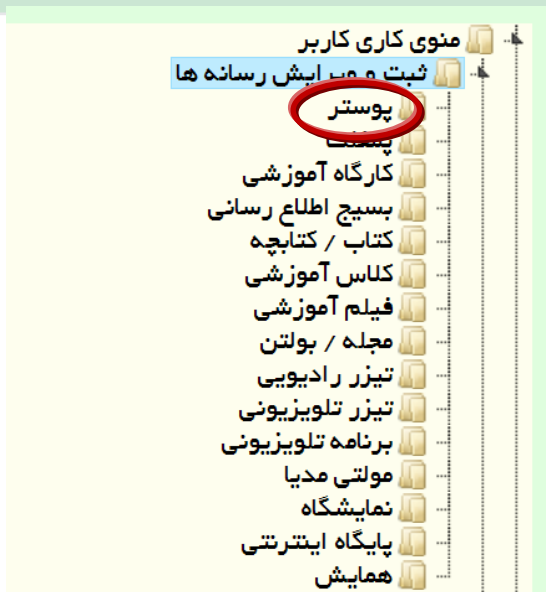 منوی کاری کاربر
ثبت و ویرایش رسانه ها
پوستر
پمفلت
کارگاه آموزشی
بسیج اطلاع رسانی
کتاب / کتابچه
کلاس آموزشی
فیلم آموزشی
مجله / بولتن
تیزر رادیویی
تیزر تلویزیونی
برنامه تلویزیونی
مولتی مدیا
نمایشگاه
پایگاه اینترنتی
همایش